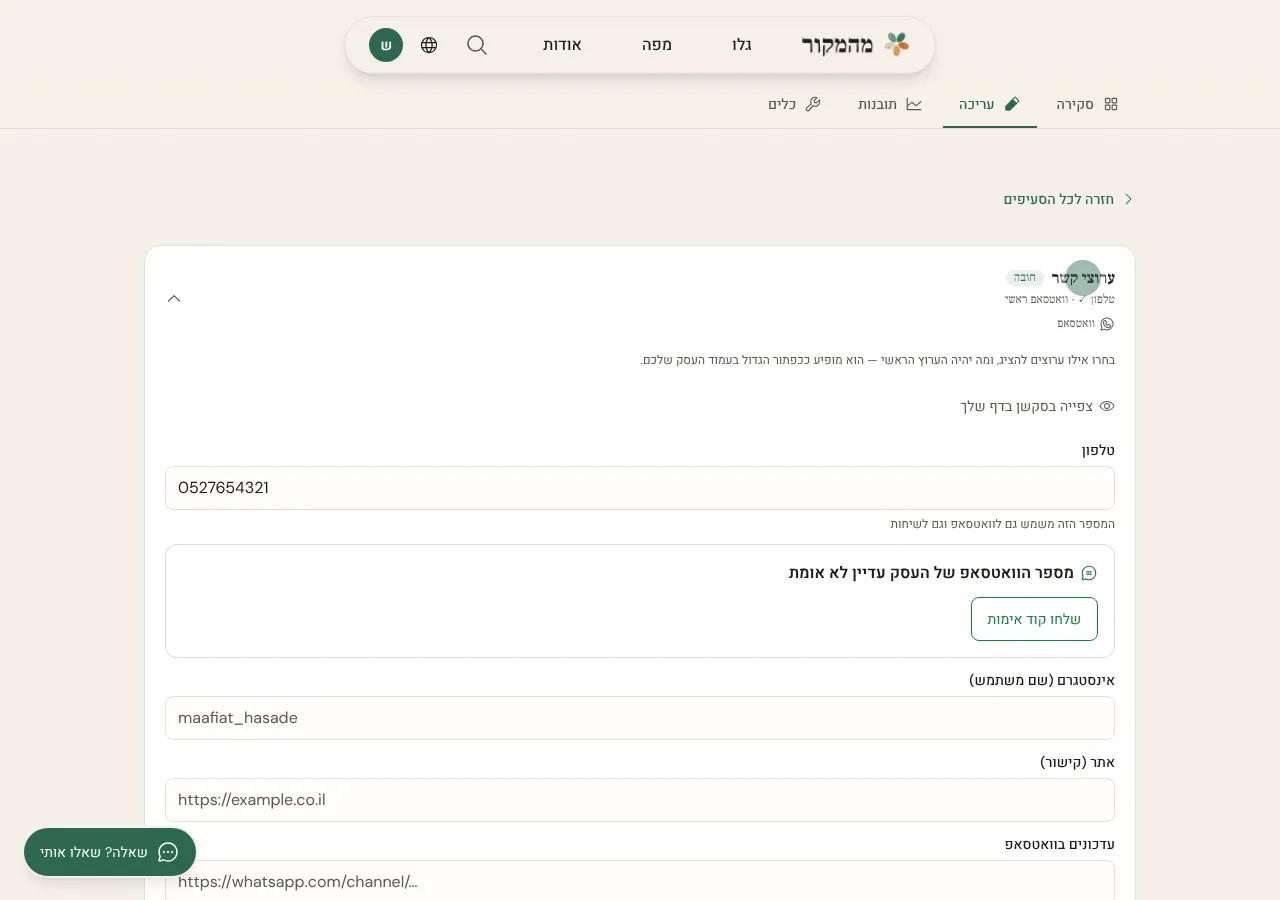 מהמקור
גלו
מפה
אודות
ש
סקירה
עריכה
תובנות
כלים
חזרה לכל הסעיפים
ערוצי קשר חובה
טלפון ✓ · וואטסאפ ראשי
וואטסאפ
בחרו אילו ערוצים להציג, ומה יהיה הערוץ הראשי — הוא מופיע ככפתור הגדול בעמוד העסק שלכם.
צפייה בסקשן בדף שלך
טלפון
0527654321
המספר הזה משמש גם לוואטסאפ וגם לשיחות
מספר הוואטסאפ של העסק עדיין לא אומת
שלחו קוד אימות
אינסטגרם (שם משתמש)
maafiat_hasade
אתר (קישור)
https://example.co.il
עדכונים בוואטסאפ
https://whatsapp.com/channel/...
שאלה? שאלו אותי